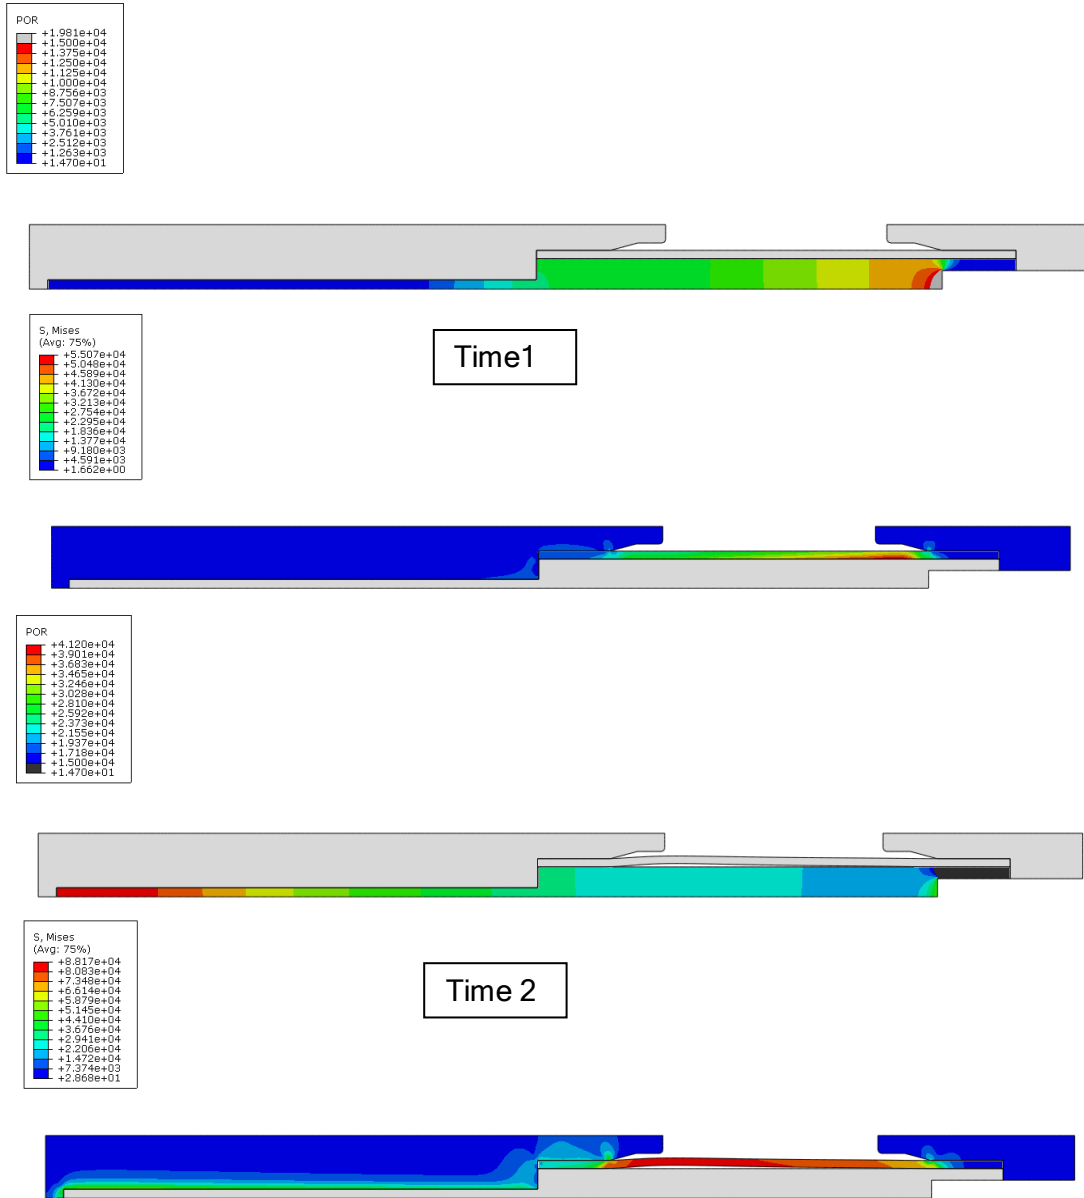 POR
+1.981e+04
+1.500e+04
+1.375e+04
+1.250e+04
+1.125e+04
+1.000e+04
+8.756e+03
+7.507e+03
+6.259e+03
+5.010e+03
+3.761e+03
+2.512e+03
+1.263e+03
+1.470e+01
S, Mises
(Avg: 75%)
+5.507e+04
+5.048e+04
+4.589e+04
+4.130e+04
+3.672e+04
+3.213e+04
+2.754e+04
+2.295e+04
+1.836e+04
+1.377e+04
+9.180e+03
+4.591e+03
+1.662e+00
Time1
POR
+4.120e+04
+3.901e+04
+3.683e+04
+3.465e+04
+3.246e+04
+3.028e+04
+2.810e+04
+2.592e+04
+2.373e+04
+2.155e+04
+1.937e+04
+1.718e+04
+1.500e+04
+1.470e+01
S, Mises
(Avg: 75%)
+8.817e+04
+8.083e+04
+7.348e+04
+6.614e+04
+5.879e+04
+5.145e+04
+4.410e+04
+3.676e+04
+2.941e+04
+2.206e+04
+1.472e+04
+7.374e+03
+2.868e+01
Time 2